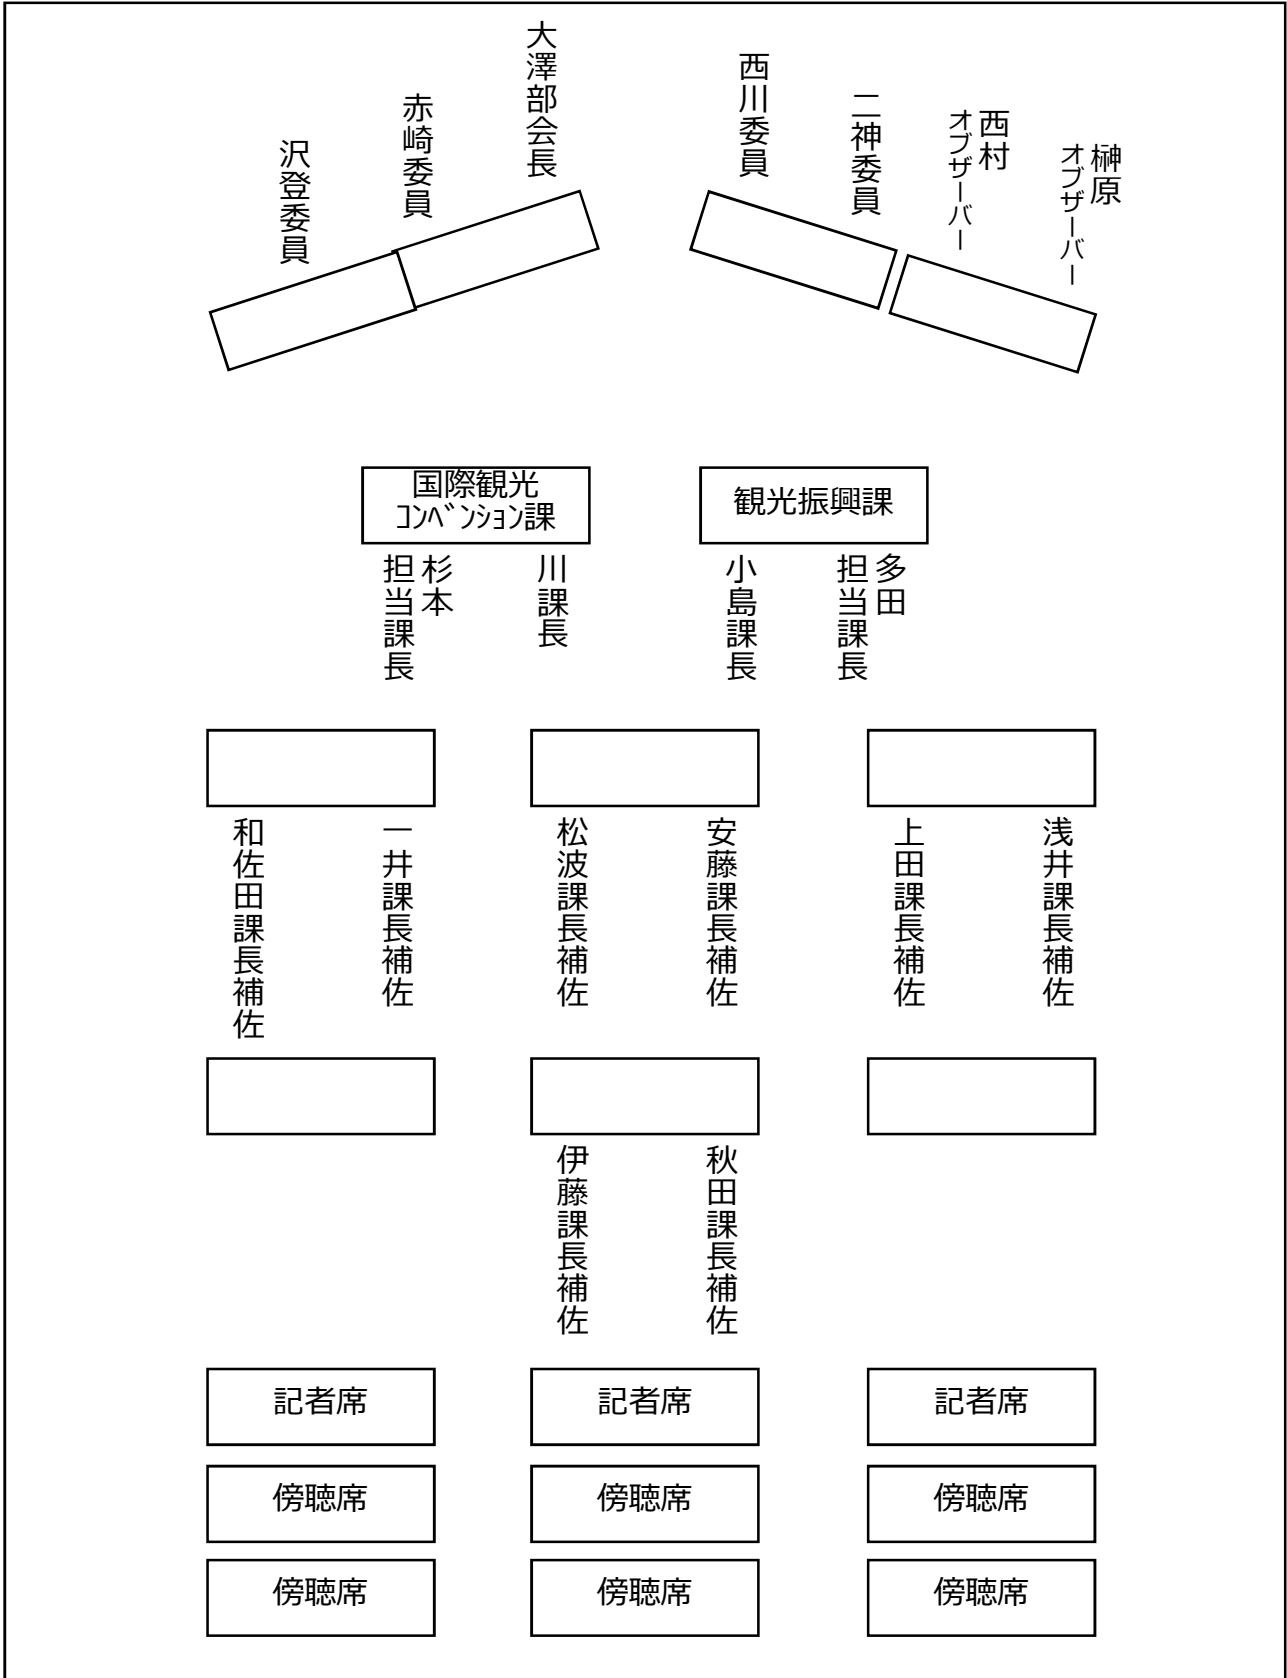 大澤部会長
赤崎委員
沢登委員
西川委員
二神委員
西村
オブザーバー
榊原
オブザーバー
国際観光
ｺﾝﾍﾞﾝｼｮﾝ課
観光振興課
杉本
担当課長
川課長
小島課長
多田
担当課長
和佐田課長補佐
一井課長補佐
松波課長補佐
安藤課長補佐
上田課長補佐
浅井課長補佐
伊藤課長補佐
秋田課長補佐
記者席
記者席
記者席
傍聴席
傍聴席
傍聴席
傍聴席
傍聴席
傍聴席